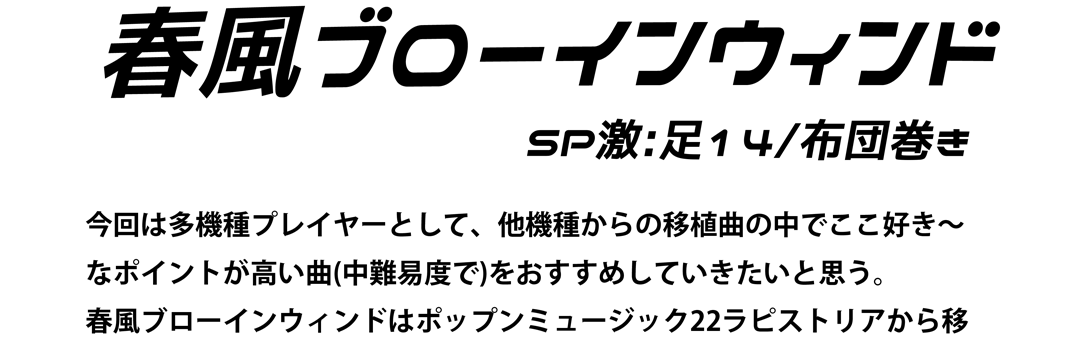 春風ブローインウィンド
SP激:足14/布団巻き
今回は多機種プレイヤーとして、他機種からの移植曲の中でここ好き～
なポイントが高い曲(中難易度で)をおすすめしていきたいと思う。
春風ブローインウィンドはポップンミュージック22ラピストリアから移